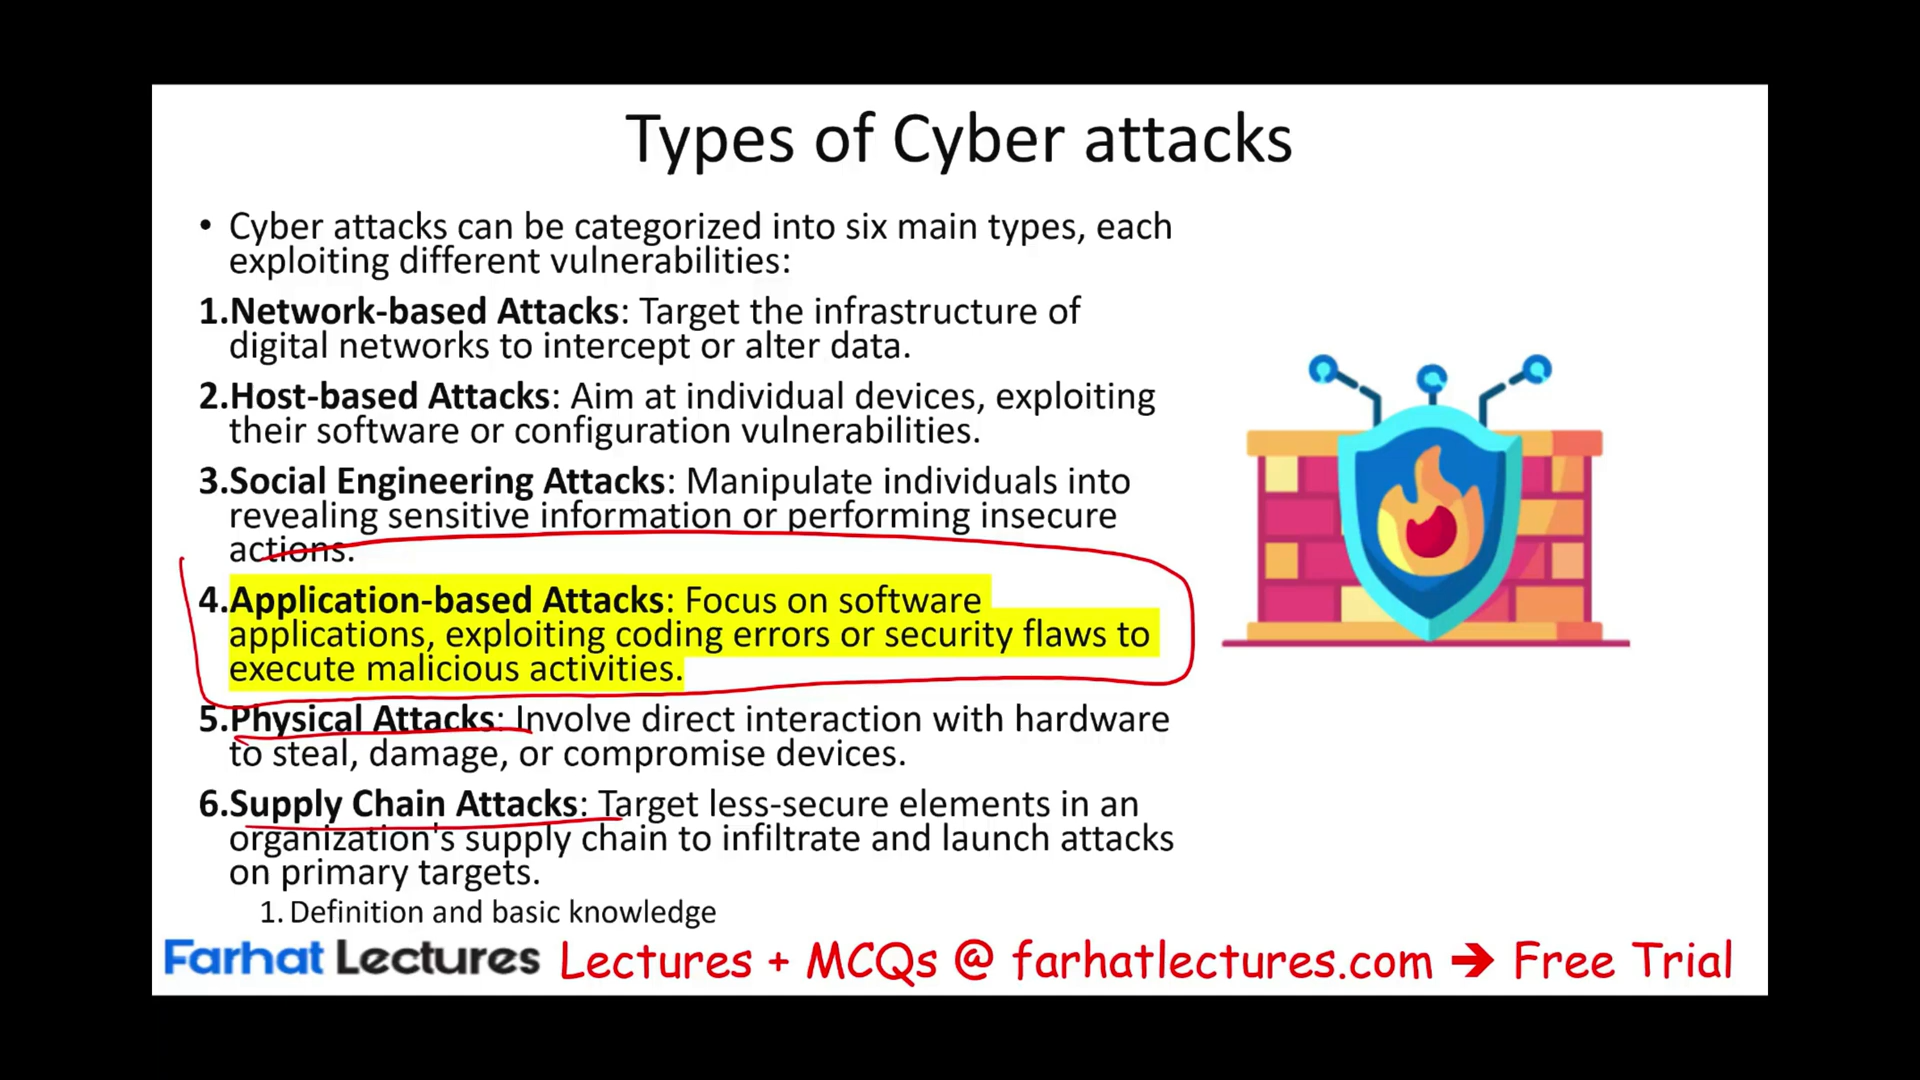 Types of Cyber attacks
• Cyber attacks can be categorized into six main types, each
exploiting different vulnerabilities:
1.Network-based Attacks: Target the infrastructure of
digital networks to intercept or alter data.
2.Host-based Attacks: Aim at individual devices, exploiting
their software or configuration vulnerabilities.
3.Social Engineering Attacks: Manipulate individuals into
revealing sensitive information or performing insecure
actions.
4.Application-based Attacks: Focus on software
applications, exploiting coding errors or security flaws to
execute malicious activities.
5.Physical Attacks: Involve direct interaction with hardware
to steal, damage, or compromise devices.
6.Supply Chain Attacks: Target less-secure elements in an
organization's supply chain to infiltrate and launch attacks
on primary targets.
1. Definition and basic knowledge
Farhat Lectures Lectures + MCQs @ farhatlectures.com → Free Trial